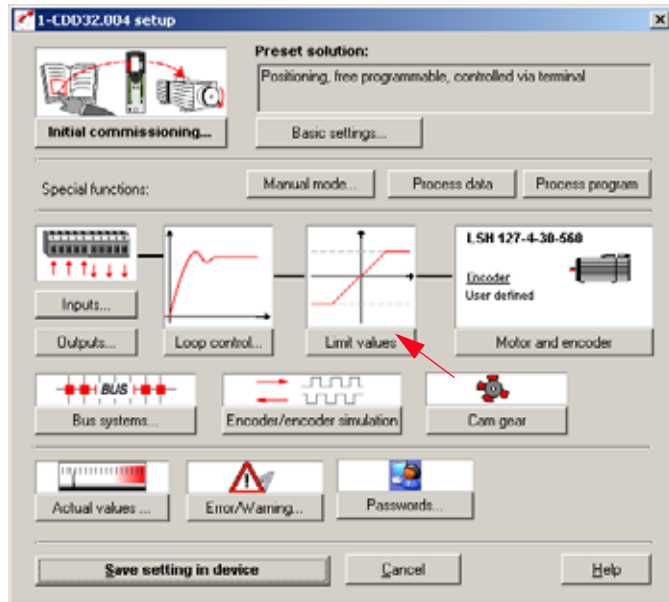 1-CDD32.004 setup
Preset solution:
Positioning, free programmable, controlled via terminal
Initial commissioning...
Basic settings...
Special functions:
Manual mode...
Process data
Process program
LSH 127-4-30-560
Encoder
User defined
Inputs...
Outputs...
Loop control...
Limit values
Motor and encoder
BUS
Bus systems...
Encoder/encoder simulation
Cam gear
Actual values ...
Error/Warning...
Passwords...
Save setting in device
Cancel
Help